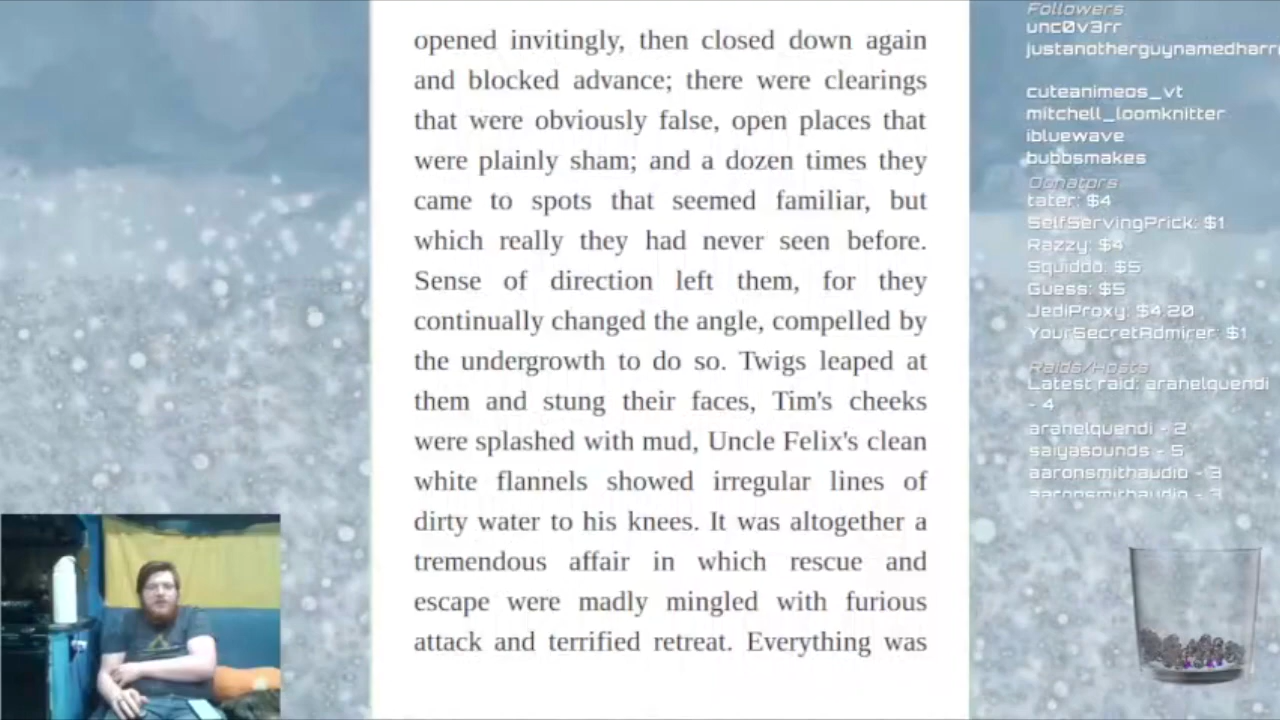 opened invitingly, then closed down again
and blocked advance; there were clearings
that were obviously false, open places that
were plainly sham; and a dozen times they
came to spots that seemed familiar, but
which really they had never seen before.
Sense of direction left them, for they
continually changed the angle, compelled by
the undergrowth to do so. Twigs leaped at
them and stung their faces, Tim's cheeks
were splashed with mud, Uncle Felix's clean
white flannels showed irregular lines of
dirty water to his knees. It was altogether a
tremendous affair in which rescue and
escape were madly mingled with furious
attack and terrified retreat. Everything was
Followers
unc0v3rr
cuteanimeos_vt
mitchell_loomknitter
ibluewave
bubbsmakes
Donators
tater: $4
SelfServingPrick: $1
Razzy: $4
Squiddo: $5
Guess: $5
JediProxy: $4.20
YourSecretAdmirer: $1
Raids/Hosts
Latest raid: aranelquendi
- 4
aranelquendi - 2
saiyasounds - 5
aaronsmithaudio - 3
aaronsmithaudio - 3